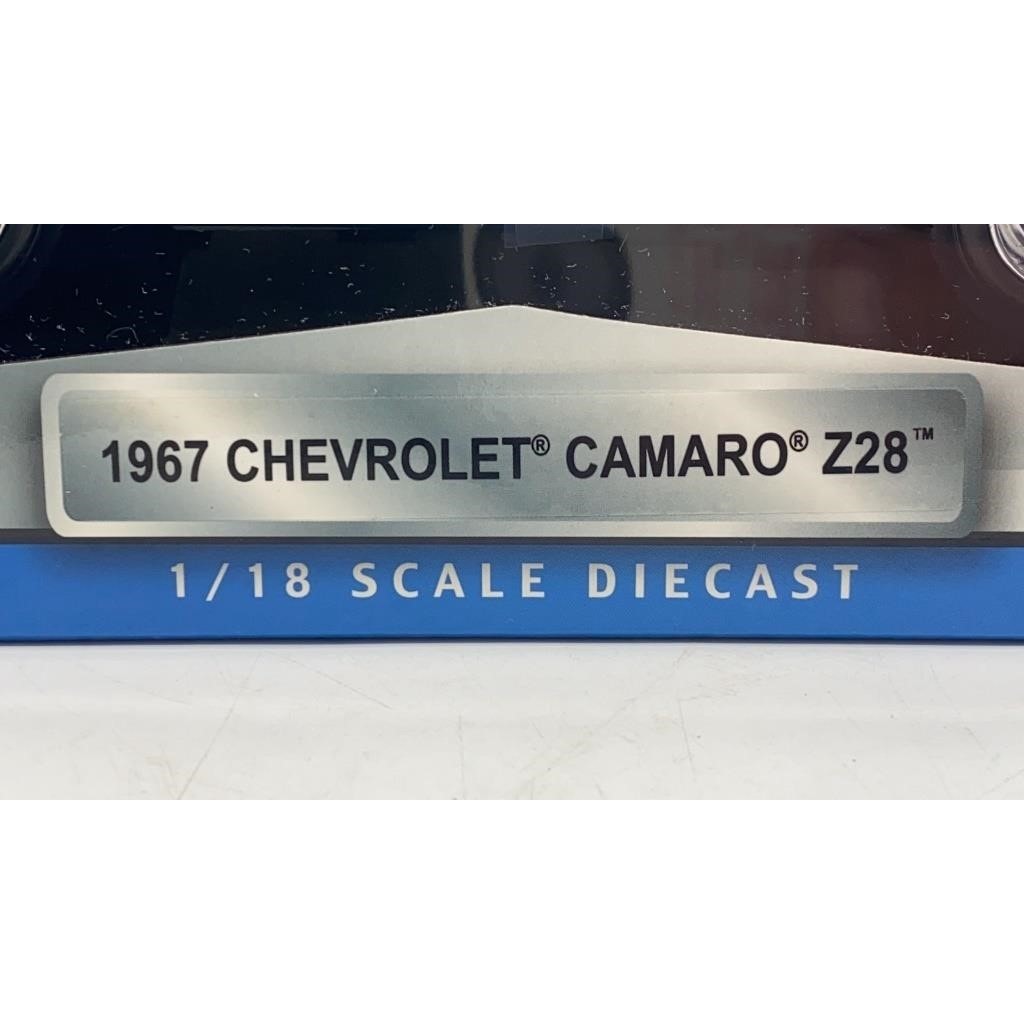 1967 CHEVROLET® CAMARO® Z28™
1/18 SCALE DIECAST